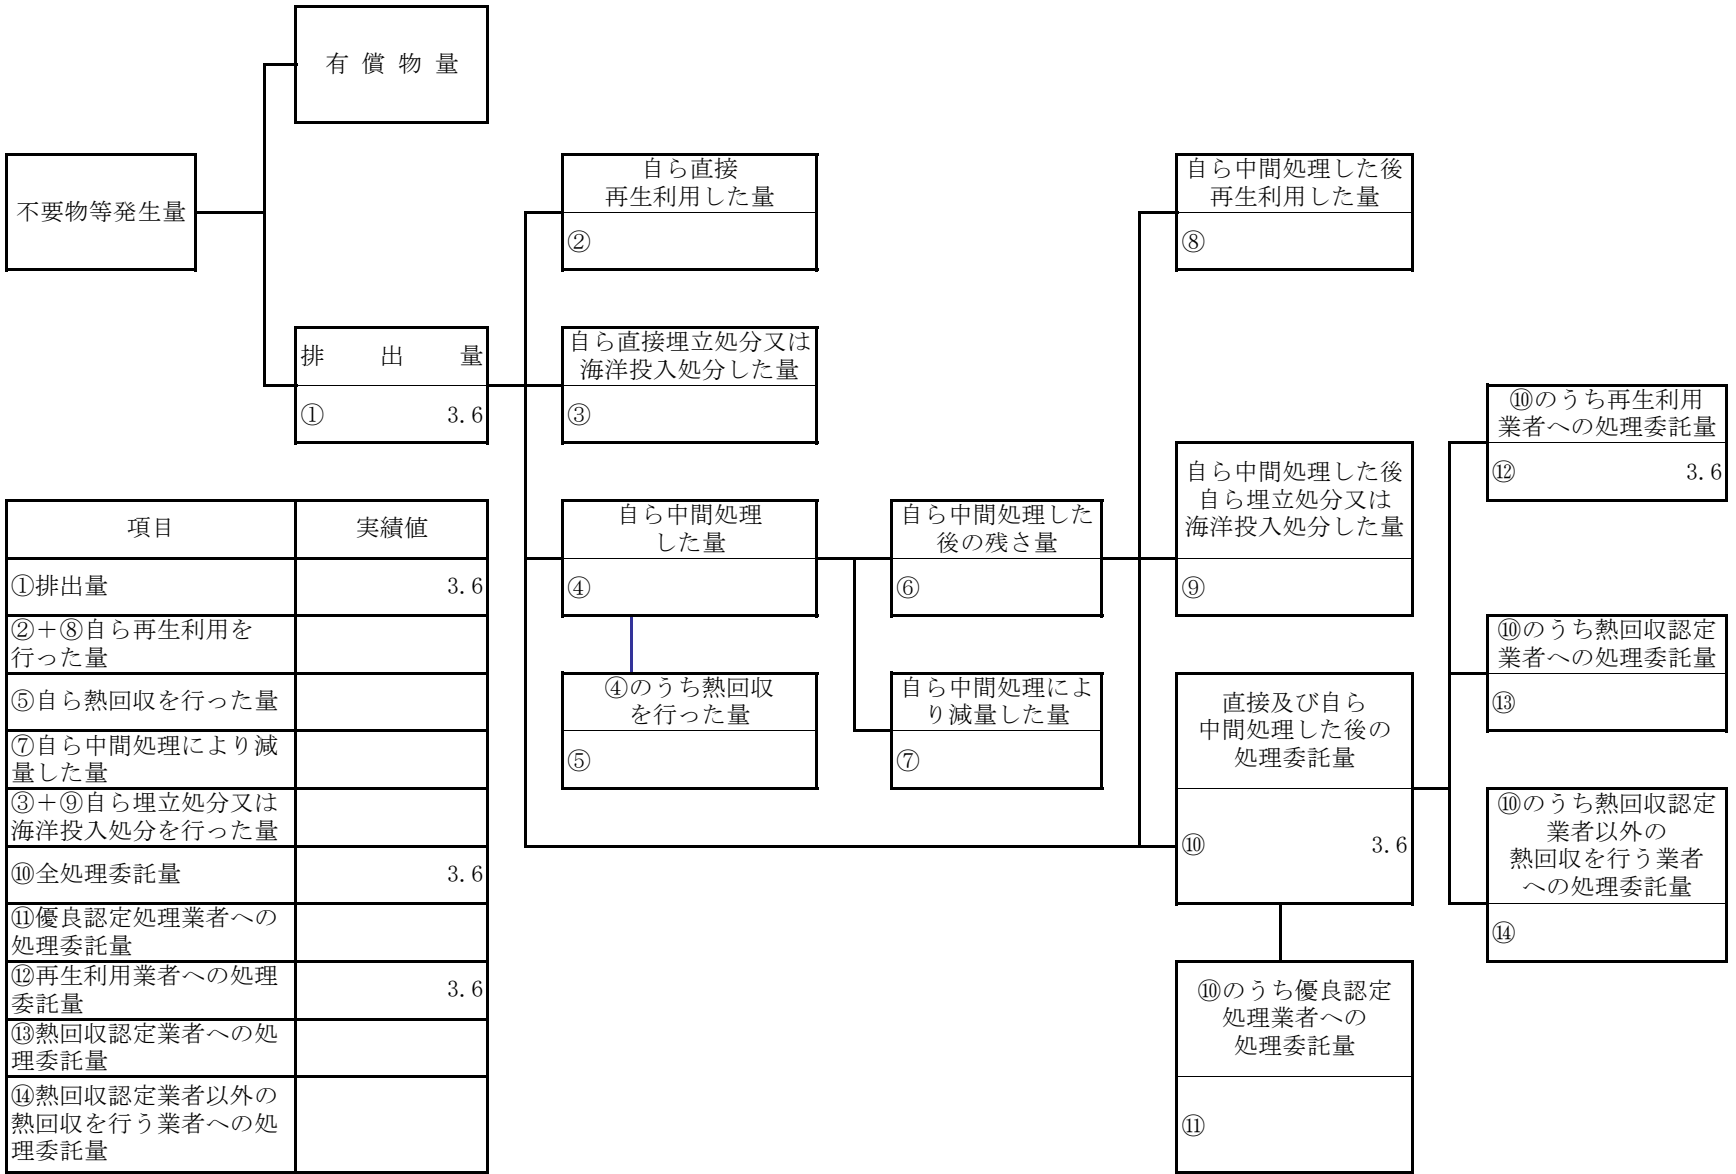 有償物量
不要物等発生量
自ら直接
再生利用した量
②
自ら中間処理した後
再生利用した量
⑧
排出量
① 3.6
自ら直接埋立処分又は
海洋投入処分した量
③
⑩のうち再生利用
業者への処理委託量
⑫ 3.6
自ら中間処理
した量
④
自ら中間処理した
後の残さ量
⑥
自ら中間処理した後
自ら埋立処分又は
海洋投入処分した量
⑨
⑩のうち熱回収認定
業者への処理委託量
⑬
④のうち熱回収
を行った量
⑤
自ら中間処理によ
り減量した量
⑦
直接及び自ら
中間処理した後の
処理委託量
⑩ 3.6
⑩のうち熱回収認定
業者以外の
熱回収を行う業者
への処理委託量
⑭
⑩のうち優良認定
処理業者への
処理委託量
⑪
項目 実績値
①排出量 3.6
②+⑧自ら再生利用を
行った量
⑤自ら熱回収を行った量
⑦自ら中間処理により減
量した量
③+⑨自ら埋立処分又は
海洋投入処分を行った量
⑩全処理委託量 3.6
⑪優良認定処理業者への
処理委託量
⑫再生利用業者への処理
委託量 3.6
⑬熱回収認定業者への処
理委託量
⑭熱回収認定業者以外の
熱回収を行う業者への処
理委託量